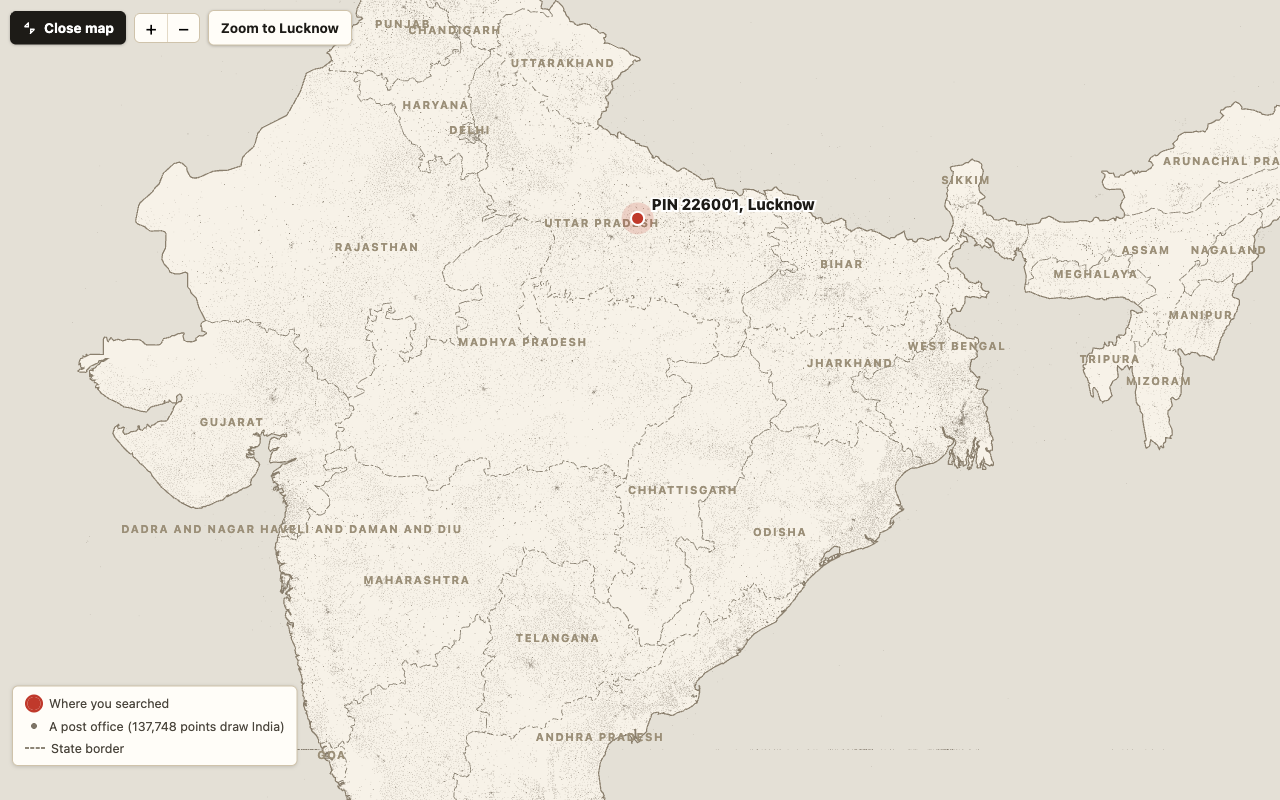 Close map
+
−
Zoom to Lucknow
PUNJAB
CHANDIGARH
UTTARAKHAND
HARYANA
DELHI
ARUNACHAL PRA
SIKKIM
PIN 226001, Lucknow
UTTAR PRADESH
RAJASTHAN
BIHAR
ASSAM
NAGALAND
MEGHALAYA
MANIPUR
MADHYA PRADESH
WEST BENGAL
JHARKHAND
TRIPURA
MIZORAM
GUJARAT
CHHATTISGARH
DADRA AND NAGAR HAVELI AND DAMAN AND DIU
ODISHA
MAHARASHTRA
TELANGANA
ANDHRA PRADESH
GOA
Where you searched
A post office (137,748 points draw India)
State border